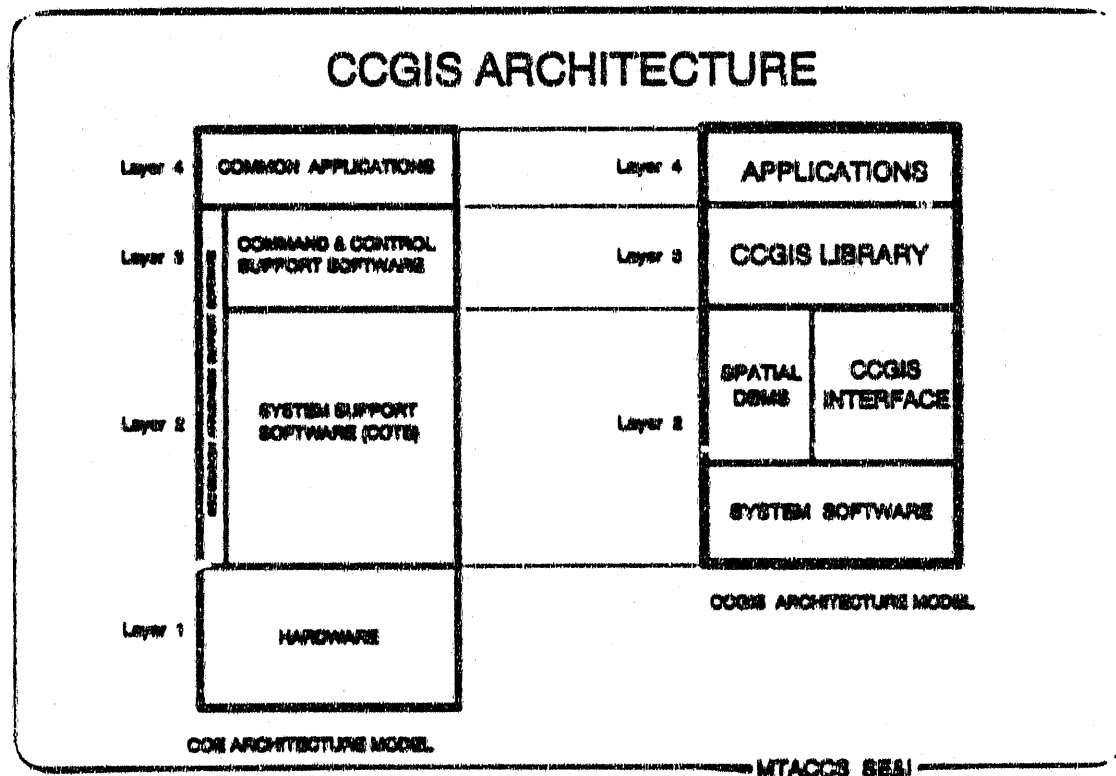 CCGIS ARCHITECTURE
Layer 4
COMMON APPLICATIONS
Layer 3
COMMAND & CONTROL
SUPPORT SOFTWARE
Layer 2
SYSTEM SUPPORT
SOFTWARE (COTS)
Layer 1
HARDWARE
COE ARCHITECTURE MODEL
Layer 4
APPLICATIONS
Layer 3
CCGIS LIBRARY
Layer 2
SPATIAL
DBMS
CCGIS
INTERFACE
SYSTEM SOFTWARE
CCGIS ARCHITECTURE MODEL
MTACCS SE&I